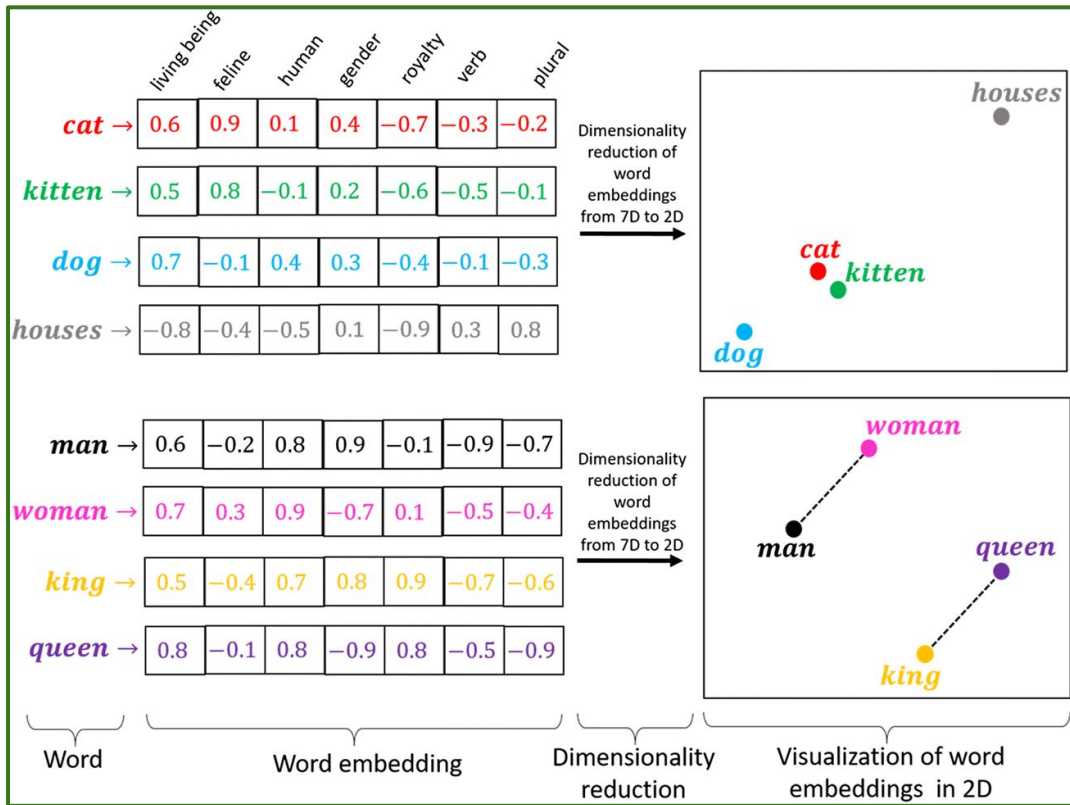 living being feline human gender royalty verb plural
cat → 0.6 0.9 0.1 0.4 −0.7 −0.3 −0.2
kitten → 0.5 0.8 −0.1 0.2 −0.6 −0.5 −0.1
dog → 0.7 −0.1 0.4 0.3 −0.4 −0.1 −0.3
houses → −0.8 −0.4 −0.5 0.1 −0.9 0.3 0.8
Dimensionality
reduction of
word
embeddings
from 7D to 2D
houses
cat
kitten
dog
man → 0.6 −0.2 0.8 0.9 −0.1 −0.9 −0.7
woman → 0.7 0.3 0.9 −0.7 0.1 −0.5 −0.4
king → 0.5 −0.4 0.7 0.8 0.9 −0.7 −0.6
queen → 0.8 −0.1 0.8 −0.9 0.8 −0.5 −0.9
Dimensionality
reduction of
word
embeddings
from 7D to 2D
woman
man
queen
king
Word
Word embedding
Dimensionality
reduction
Visualization of word
embeddings in 2D